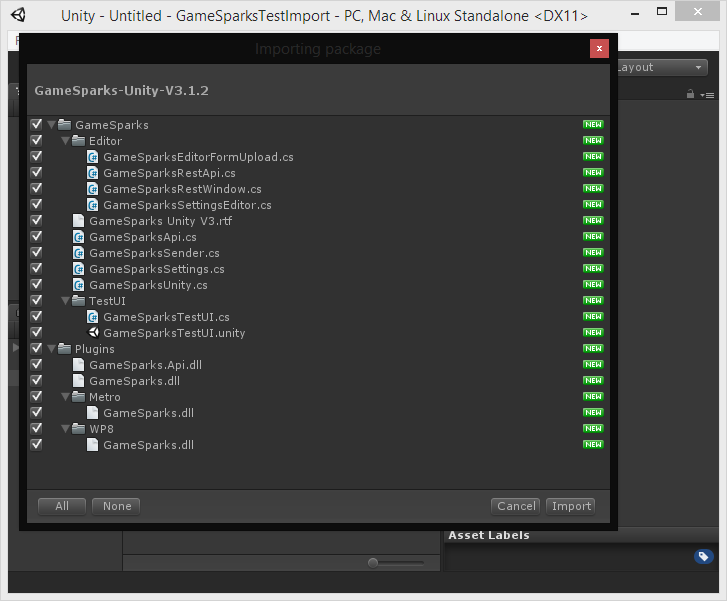 Unity - Untitled - GameSparksTestImport - PC, Mac & Linux Standalone <DX11>
x
Importing package
x
Layout
GameSparks-Unity-V3.1.2
GameSparks NEW
Editor NEW
GameSparksEditorFormUpload.cs NEW
GameSparksRestApi.cs NEW
GameSparksRestWindow.cs NEW
GameSparksSettingsEditor.cs NEW
GameSparks Unity V3.rtf NEW
GameSparksApi.cs NEW
GameSparksSender.cs NEW
GameSparksSettings.cs NEW
GameSparksUnity.cs NEW
TestUI NEW
GameSparksTestUI.cs NEW
GameSparksTestUI.unity NEW
Plugins NEW
GameSparks.Api.dll NEW
GameSparks.dll NEW
Metro NEW
GameSparks.dll NEW
WP8 NEW
GameSparks.dll NEW
All None Cancel Import
Asset Labels